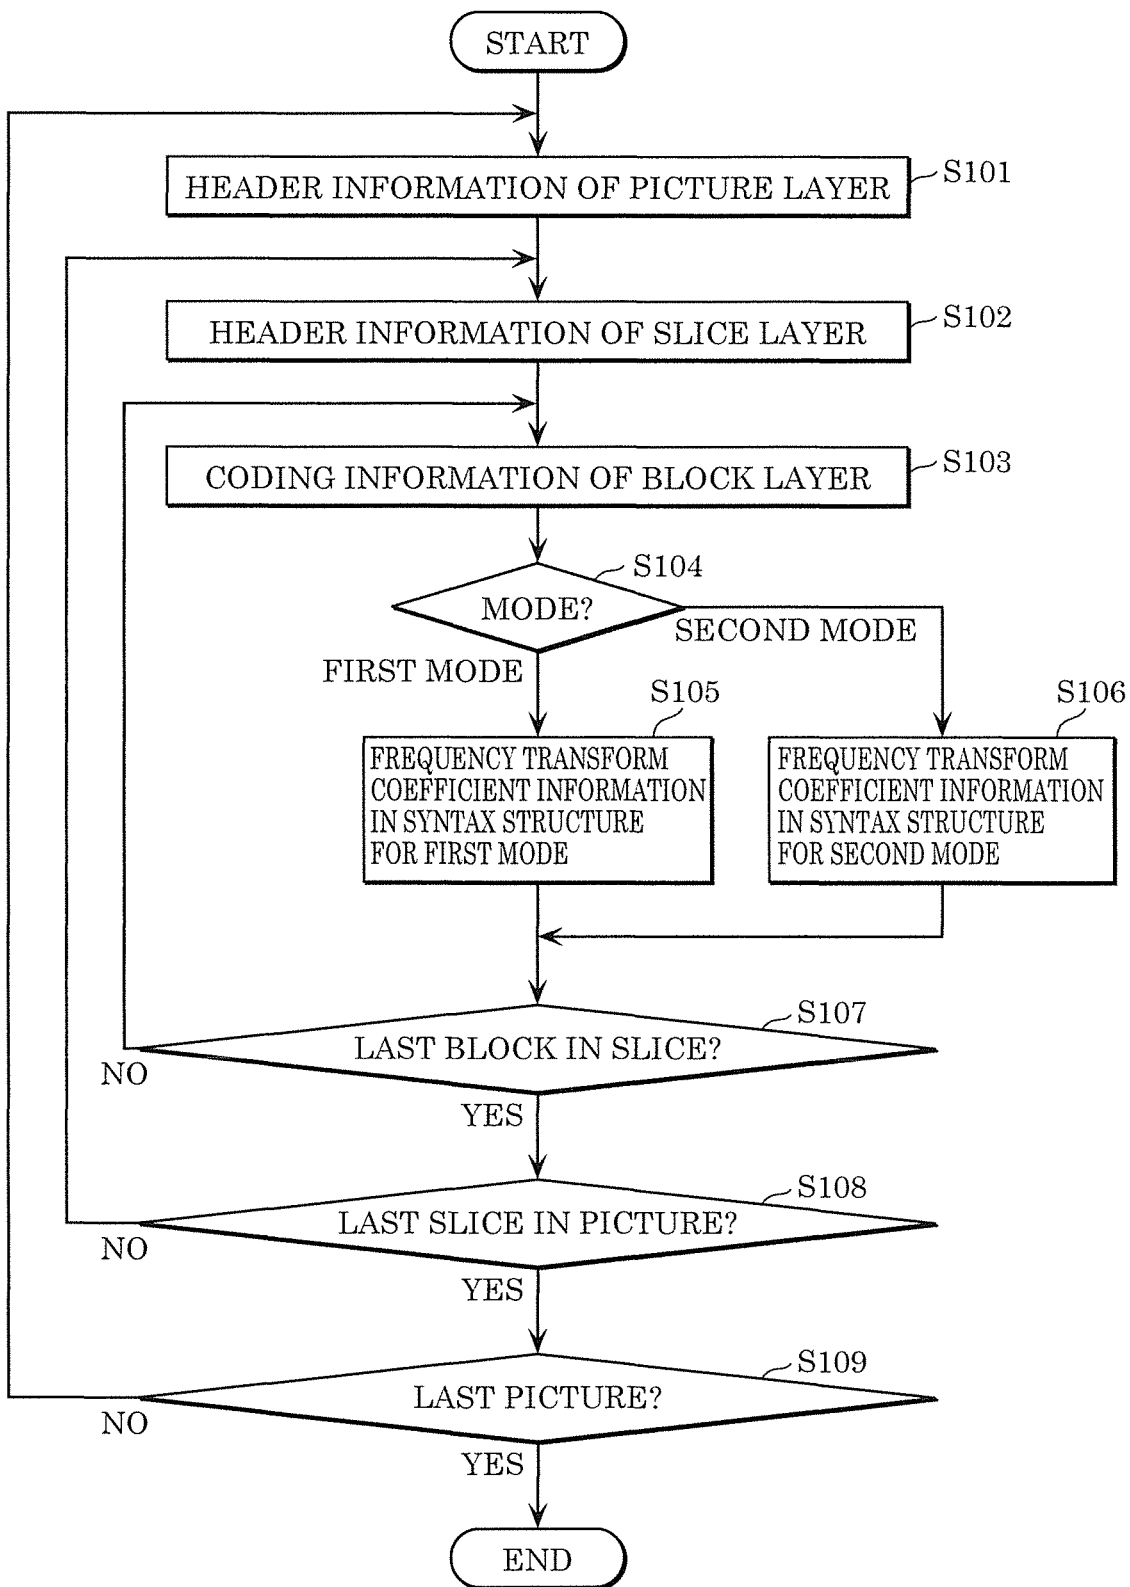 START
HEADER INFORMATION OF PICTURE LAYER
S101
HEADER INFORMATION OF SLICE LAYER
S102
CODING INFORMATION OF BLOCK LAYER
S103
S104
MODE?
SECOND MODE
FIRST MODE
S105
FREQUENCY TRANSFORM
COEFFICIENT INFORMATION
IN SYNTAX STRUCTURE
FOR FIRST MODE
S106
FREQUENCY TRANSFORM
COEFFICIENT INFORMATION
IN SYNTAX STRUCTURE
FOR SECOND MODE
S107
LAST BLOCK IN SLICE?
NO
YES
S108
LAST SLICE IN PICTURE?
NO
YES
S109
LAST PICTURE?
NO
YES
END